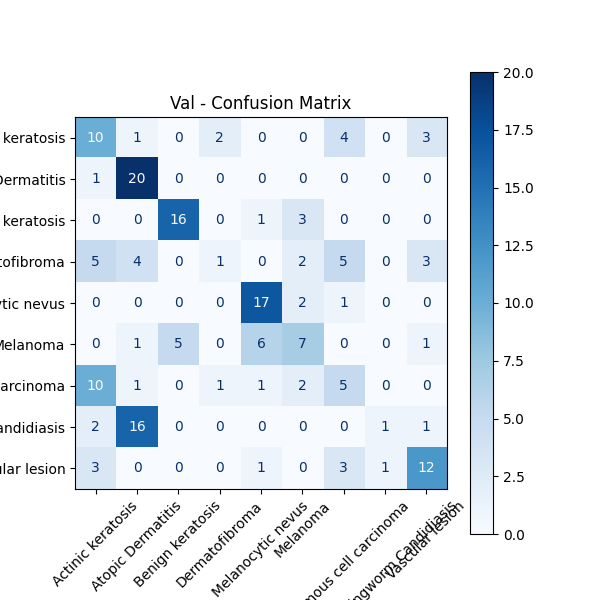 Val - Confusion Matrix
keratosis 10 1 0 2 0 0 4 0 3
Dermatitis 1 20 0 0 0 0 0 0 0
keratosis 0 0 16 0 1 3 0 0 0
tofibroma 5 4 0 1 0 2 5 0 3
ytic nevus 0 0 0 0 17 2 1 0 0
Melanoma 0 1 5 0 6 7 0 0 1
arcinoma 10 1 0 1 1 2 5 0 0
andidiasis 2 16 0 0 0 0 0 1 1
ular lesion 3 0 0 0 1 0 3 1 12
Actinic keratosis
Atopic Dermatitis
Benign keratosis
Dermatofibroma
Melanocytic nevus
Melanoma
mous cell carcinoma
ingworm Candidiasis
Vascular lesion
20.0
17.5
15.0
12.5
10.0
7.5
5.0
2.5
0.0